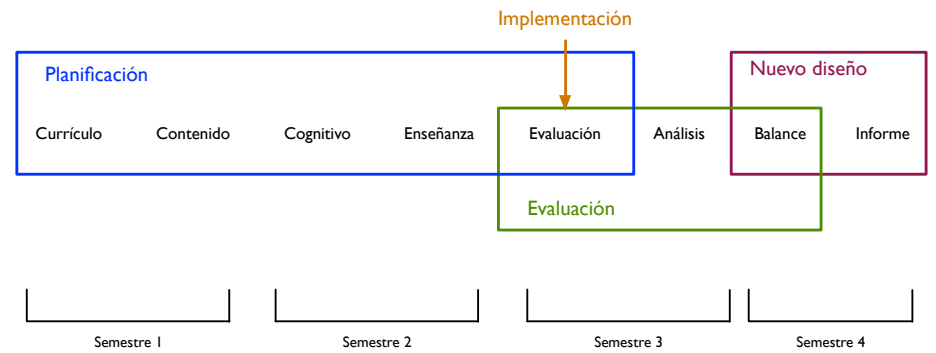 Implementación
Planificación
Nuevo diseño
Currículo
Contenido
Cognitivo
Enseñanza
Evaluación
Análisis
Balance
Informe
Evaluación
Semestre 1
Semestre 2
Semestre 3
Semestre 4